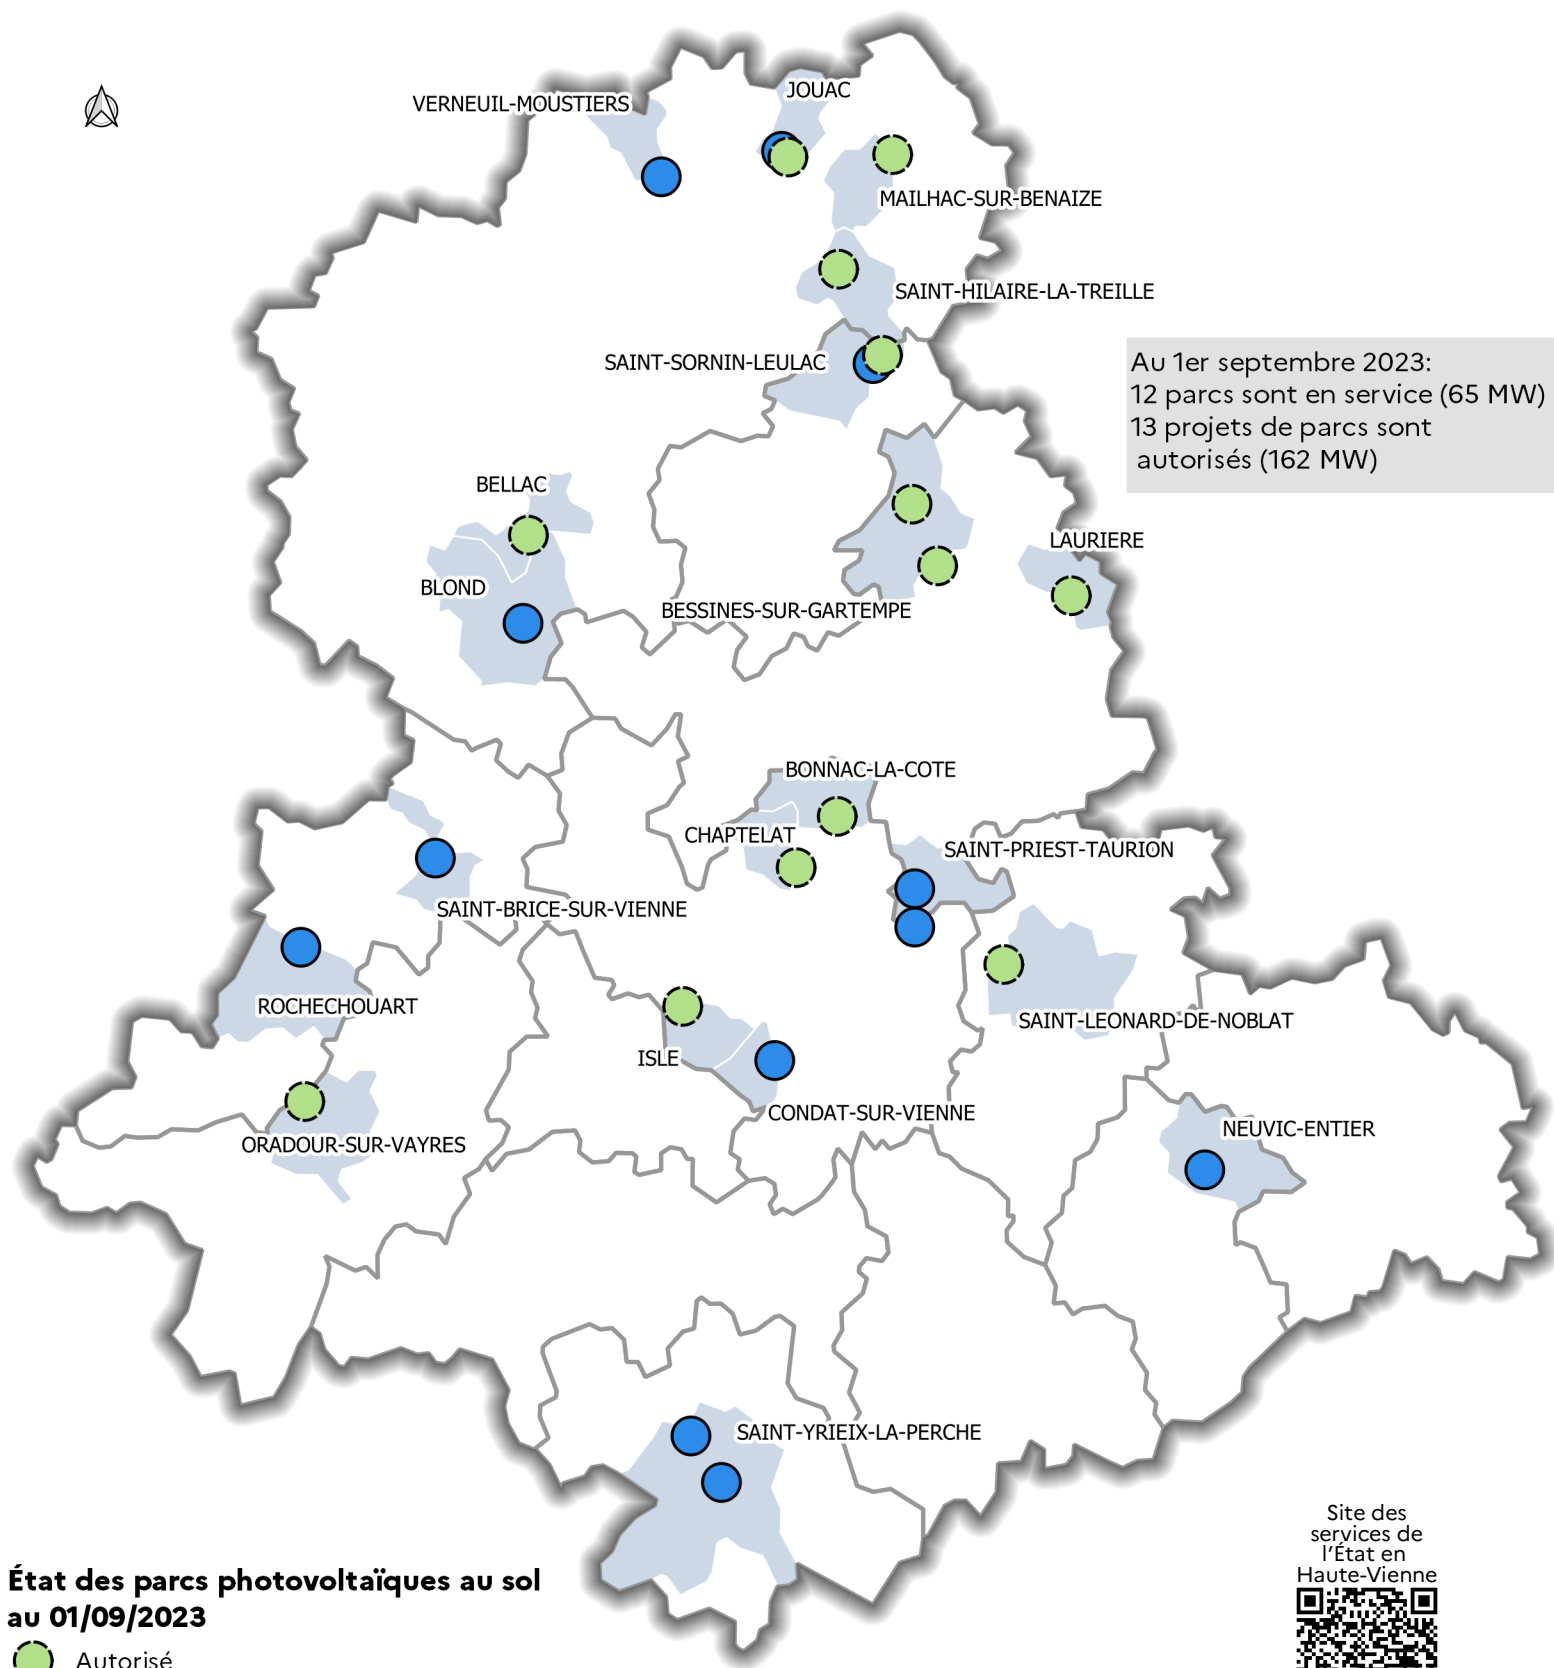 JOUAC
VERNEUIL-MOUSTIERS
MAILHAC-SUR-BENAIZE
SAINT-HILAIRE-LA-TREILLE
SAINT-SORNIN-LEULAC
Au 1er septembre 2023:
12 parcs sont en service (65 MW)
13 projets de parcs sont
autorisés (162 MW)
BELLAC
LAURIERE
BLOND
BESSINES-SUR-GARTEMPE
BONNAC-LA-COTE
CHAPTELAT
SAINT-PRIEST-TAURION
SAINT-BRICE-SUR-VIENNE
ROCHECHOUART
SAINT-LEONARD-DE-NOBLAT
ISLE
CONDAT-SUR-VIENNE
NEUVIC-ENTIER
ORADOUR-SUR-VAYRES
SAINT-YRIEIX-LA-PERCHE
Site des
services de
l'État en
Haute-Vienne
État des parcs photovoltaïques au sol
au 01/09/2023
Autorisé